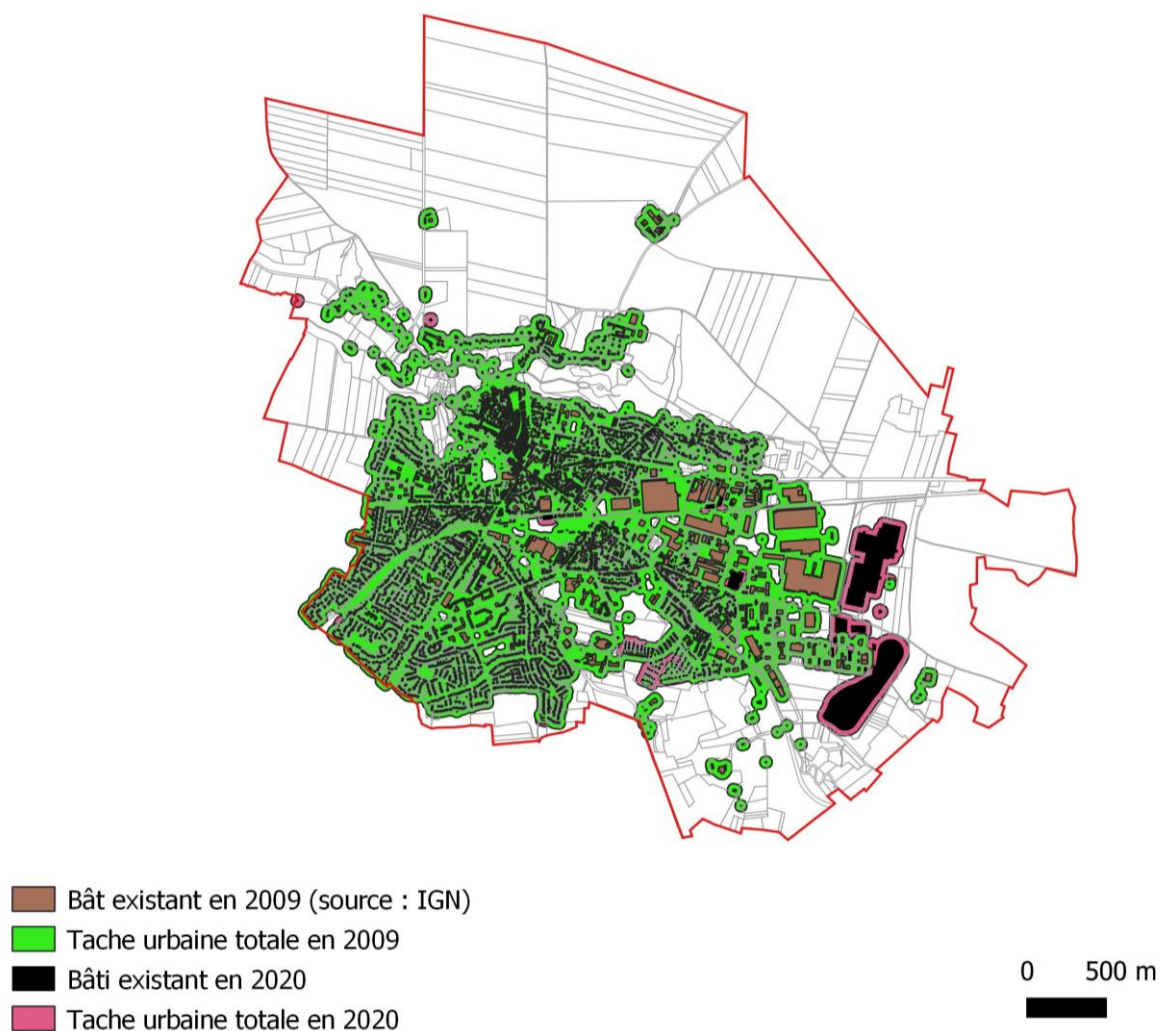 Bât existant en 2009 (source : IGN)
Tache urbaine totale en 2009
Bâti existant en 2020
Tache urbaine totale en 2020
0 500 m